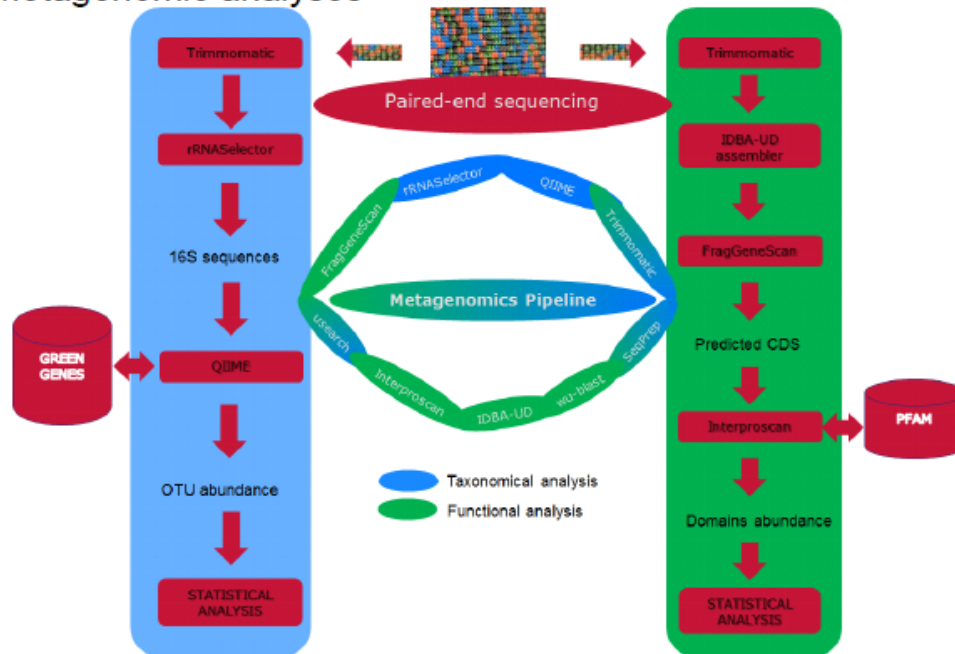 metagenomic analyses
Trimmomatic
rRNASelector
16S sequences
GREEN
GENES
QIIME
OTU abundance
STATISTICAL
ANALYSIS
Paired-end sequencing
rRNASelector
QIIME
Trimmomatic
FragGeneScan
Metagenomics Pipeline
usearch
SeqPrep
Interproscan
IDBA-UD
wu-blast
Taxonomical analysis
Functional analysis
Trimmomatic
IDBA-UD
assembler
FragGeneScan
Predicted CDS
Interproscan
PFAM
Domains abundance
STATISTICAL
ANALYSIS